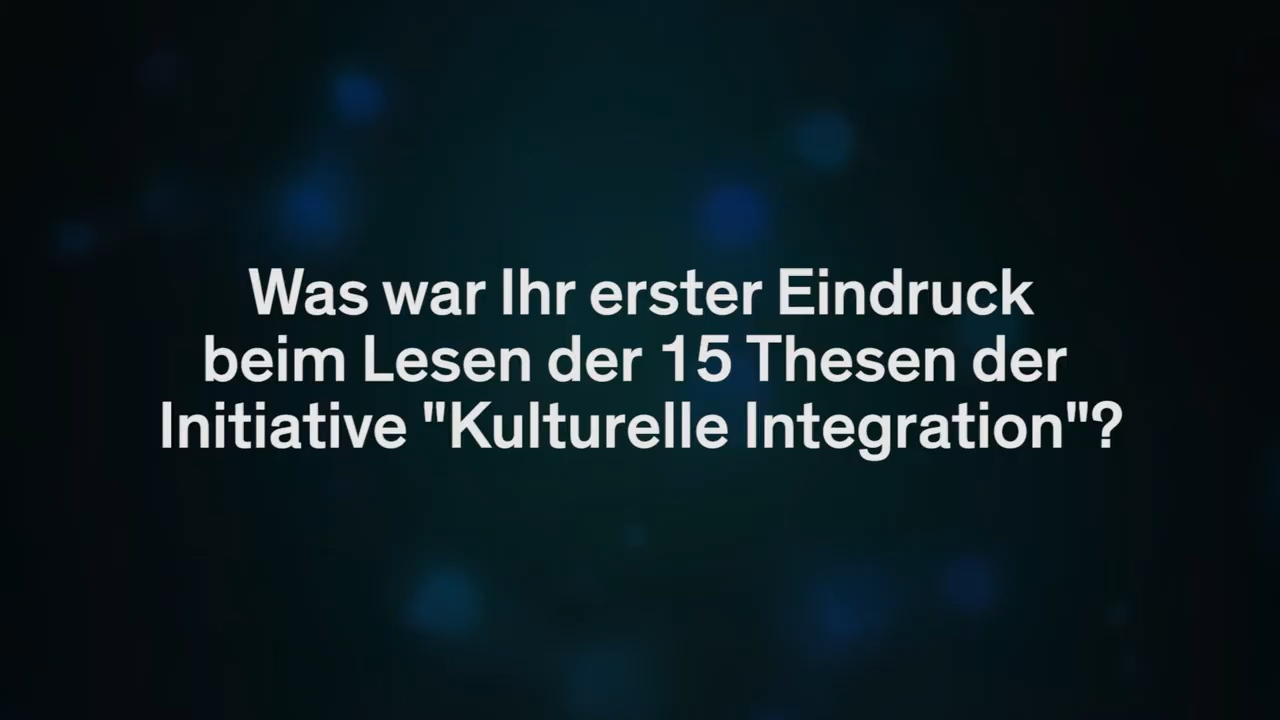 Was war Ihr erster Eindruck
beim Lesen der 15 Thesen der
Initiative "Kulturelle Integration"?